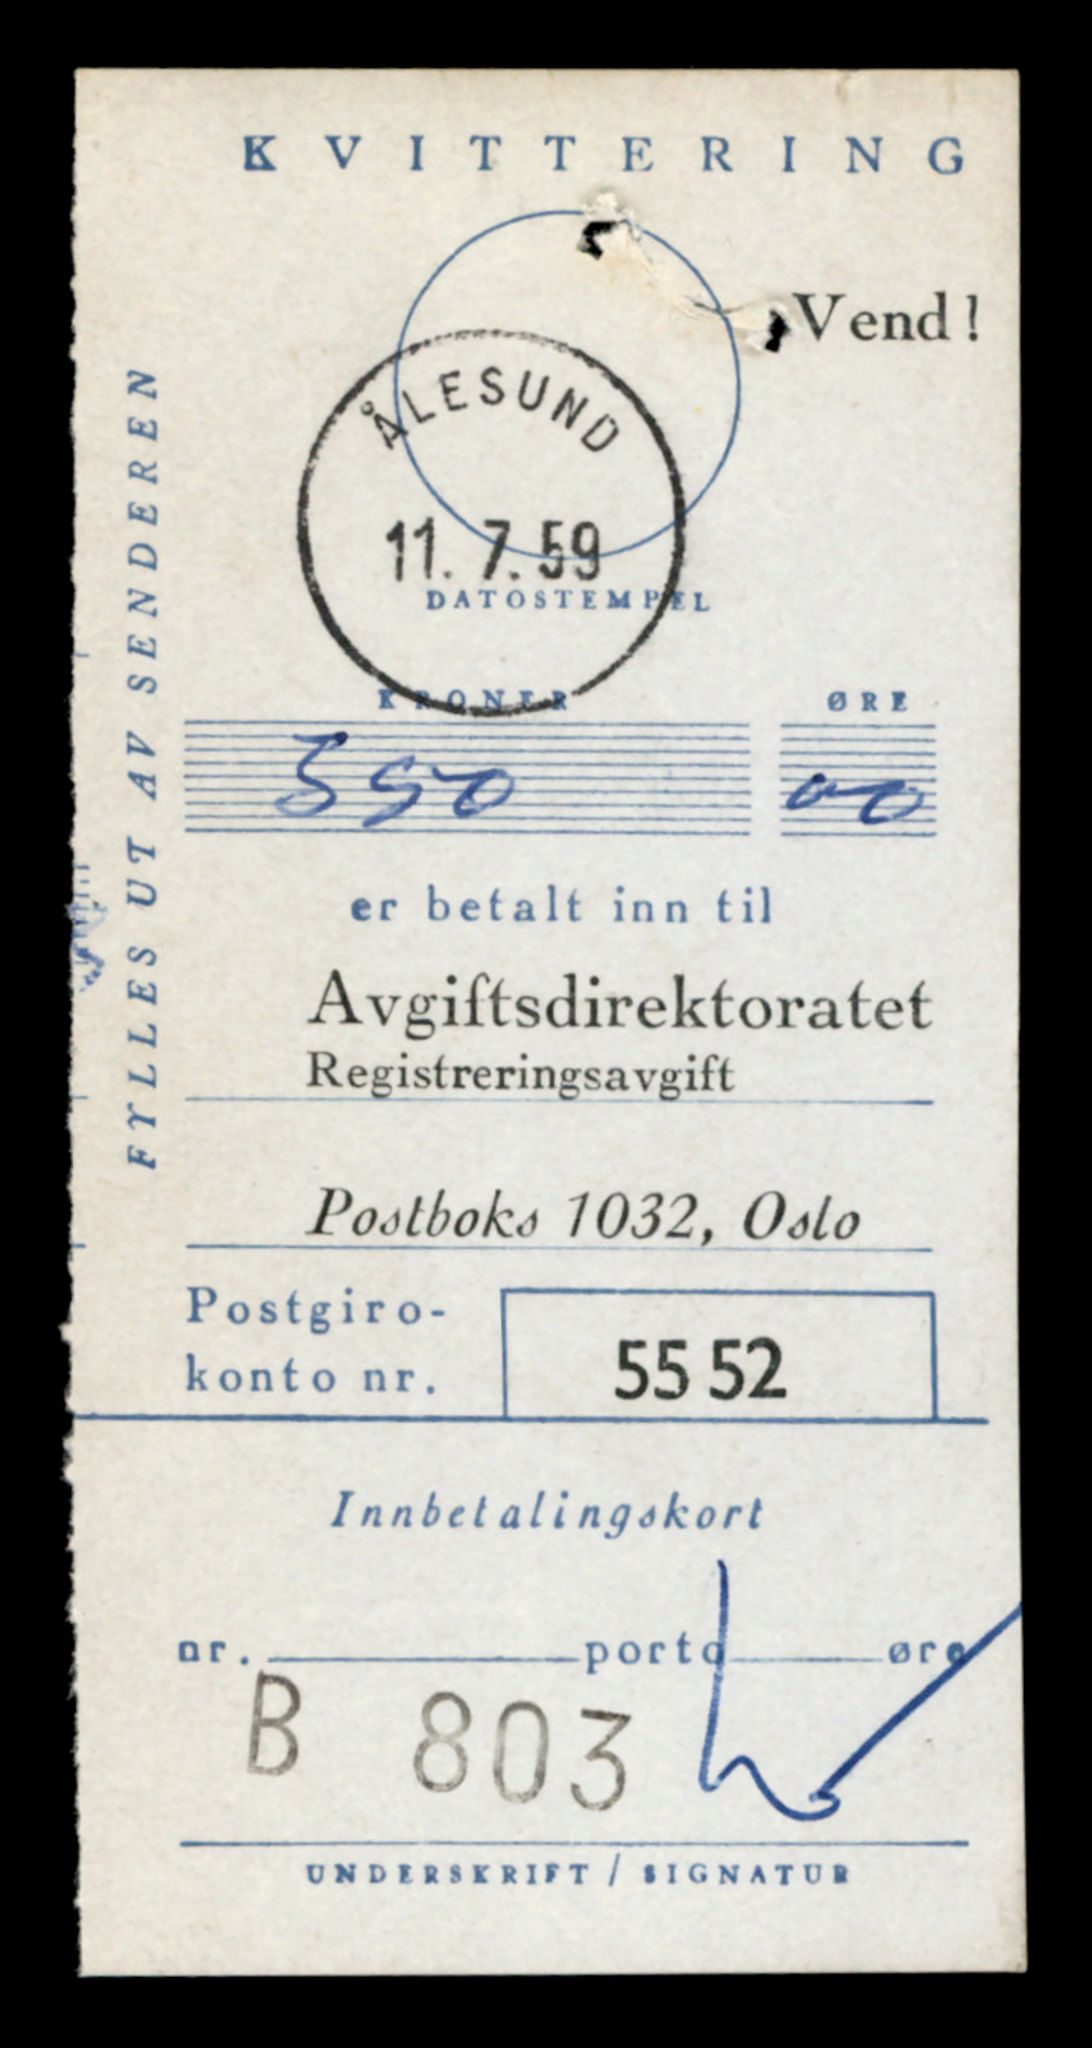 KVITTERING
Vend!
ÅLESUND
11. 7. 59
DATOSTEMPEL
KRONER ØRE
350 00
er betalt inn til
Avgiftsdirektoratet
Registreringsavgift
Postboks 1032, Oslo
Postgiro-
konto nr.
55 52
FYLLES UT AV SENDEREN
Innbetalingskort
nr. porto øre
B 803
UNDERSKRIFT / SIGNATUR